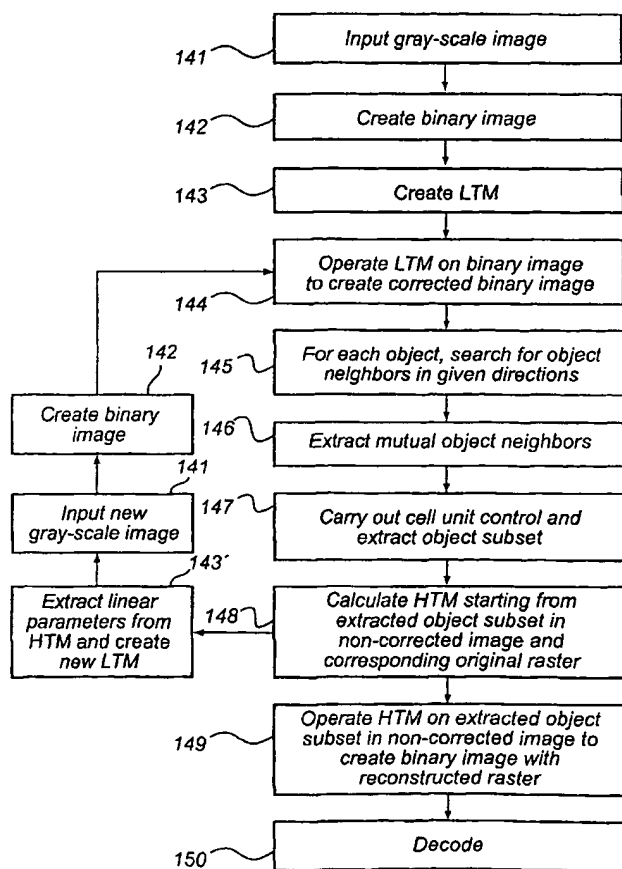 Input gray-scale image
141
Create binary image
142
Create LTM
143
Operate LTM on binary image
to create corrected binary image
144
For each object, search for object
neighbors in given directions
145
Extract mutual object neighbors
146
Carry out cell unit control and
extract object subset
147
Calculate HTM starting from
extracted object subset in
non-corrected image and
corresponding original raster
148
Operate HTM on extracted object
subset in non-corrected image to
create binary image with
reconstructed raster
149
Decode
150
142
Create binary
image
141
Input new
gray-scale image
143´
Extract linear
parameters from
HTM and create
new LTM